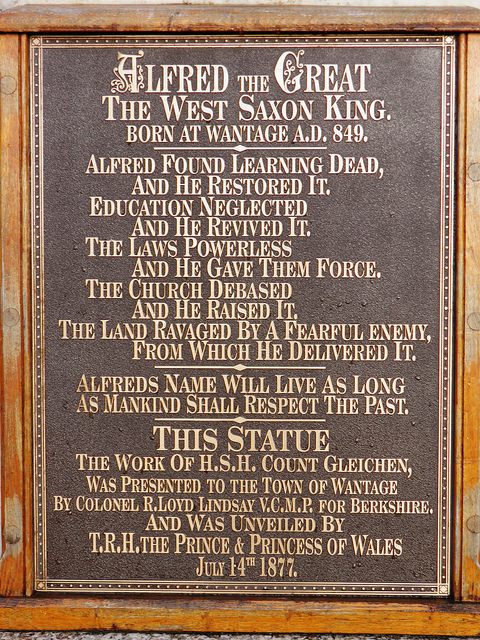 ALFRED THE GREAT
THE WEST SAXON KING.
BORN AT WANTAGE A.D. 849.
ALFRED FOUND LEARNING DEAD,
AND HE RESTORED IT.
EDUCATION NEGLECTED
AND HE REVIVED IT.
THE LAWS POWERLESS
AND HE GAVE THEM FORCE.
THE CHURCH DEBASED
AND HE RAISED IT.
THE LAND RAVAGED BY A FEARFUL ENEMY,
FROM WHICH HE DELIVERED IT.
ALFREDS NAME WILL LIVE AS LONG
AS MANKIND SHALL RESPECT THE PAST.
THIS STATUE
THE WORK OF H.S.H. COUNT GLEICHEN,
WAS PRESENTED TO THE TOWN OF WANTAGE
BY COLONEL R.LOYD LINDSAY V.C.M.P. FOR BERKSHIRE.
AND WAS UNVEILED BY
T.R.H.THE PRINCE & PRINCESS OF WALES
JULY 14TH 1877.